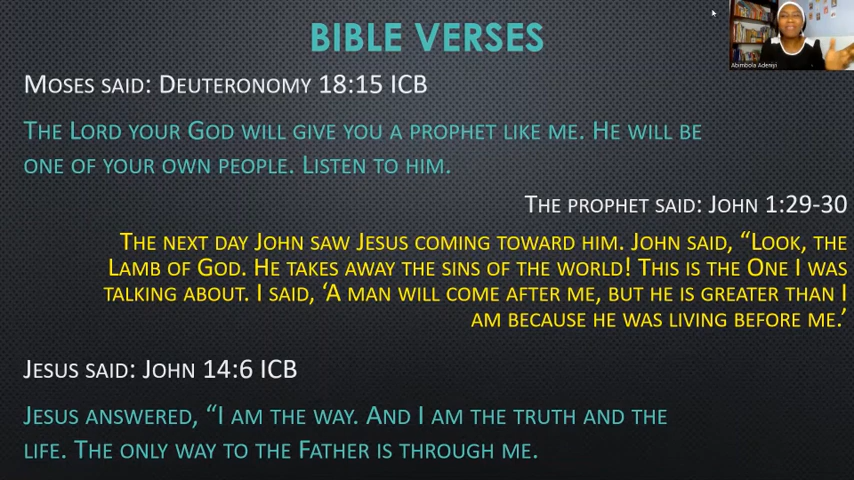 BIBLE VERSES
Abimbola Adeniyi
MOSES SAID: DEUTERONOMY 18:15 ICB
THE LORD YOUR GOD WILL GIVE YOU A PROPHET LIKE ME. HE WILL BE
ONE OF YOUR OWN PEOPLE. LISTEN TO HIM.
THE PROPHET SAID: JOHN 1:29-30
THE NEXT DAY JOHN SAW JESUS COMING TOWARD HIM. JOHN SAID, “LOOK, THE
LAMB OF GOD. HE TAKES AWAY THE SINS OF THE WORLD! THIS IS THE ONE I WAS
TALKING ABOUT. I SAID, ‘A MAN WILL COME AFTER ME, BUT HE IS GREATER THAN I
AM BECAUSE HE WAS LIVING BEFORE ME.’
JESUS SAID: JOHN 14:6 ICB
JESUS ANSWERED, “I AM THE WAY. AND I AM THE TRUTH AND THE
LIFE. THE ONLY WAY TO THE FATHER IS THROUGH ME.